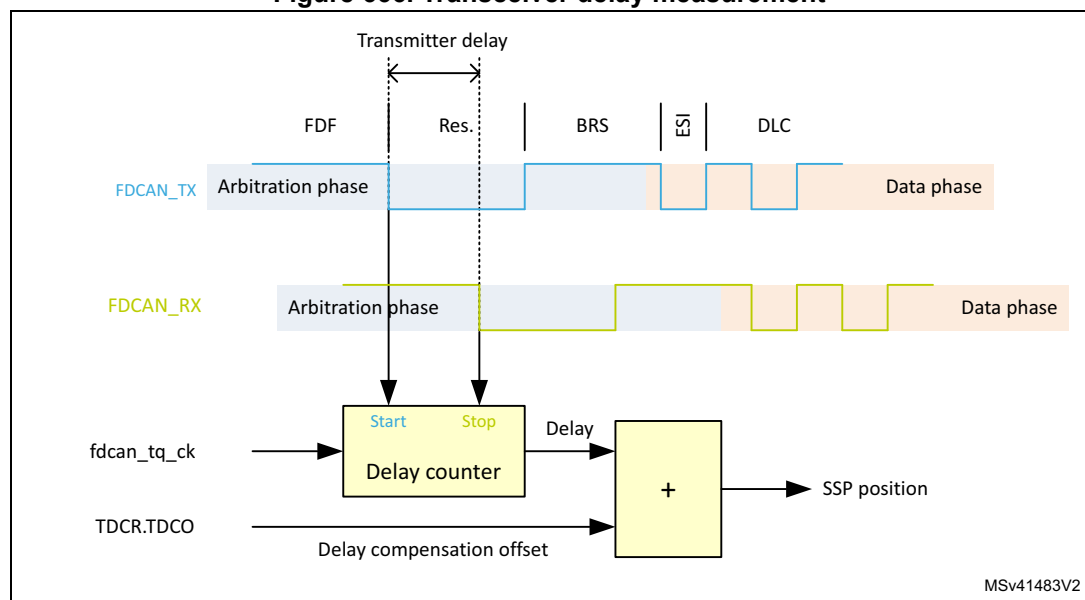 Transmitter delay
FDF Res. BRS ESI DLC
FDCAN_TX Arbitration phase Data phase
FDCAN_RX Arbitration phase Data phase
Start Stop Delay
fdcan_tq_ck
Delay counter
+ SSP position
TDCR.TDCO
Delay compensation offset
MSv41483V2